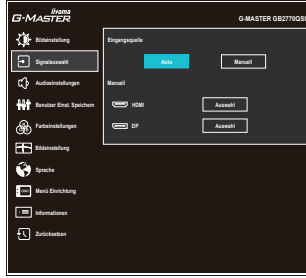 iiyama
G-MASTER
G-MASTER GB2770QSU
Bildeinstellung
Signalauswahl
Audioeinstellungen
Benutzer Einst. Speichern
Farbeinstellungen
Bildeinstellung
Sprache
Menü Einrichtung
Informationen
Zurücksetzen
Eingangsquelle
Auto
Manuell
Manuell
HDMI
Auswahl
DP
Auswahl